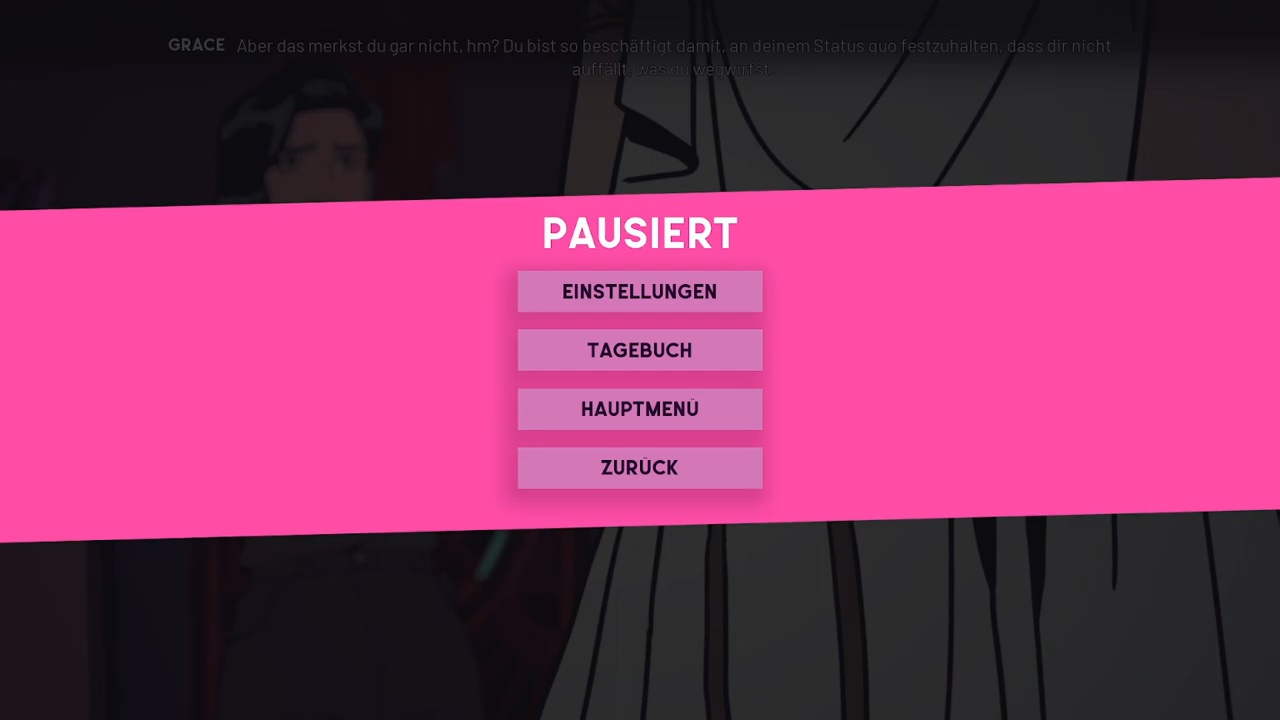 GRACE Aber das merkst du gar nicht, hm? Du bist so beschäftigt damit, an deinem Status quo festzuhalten, dass dir nicht
auffällt, was du wegwirfst.
PAUSIERT
EINSTELLUNGEN
TAGEBUCH
HAUPTMENÜ
ZURÜCK